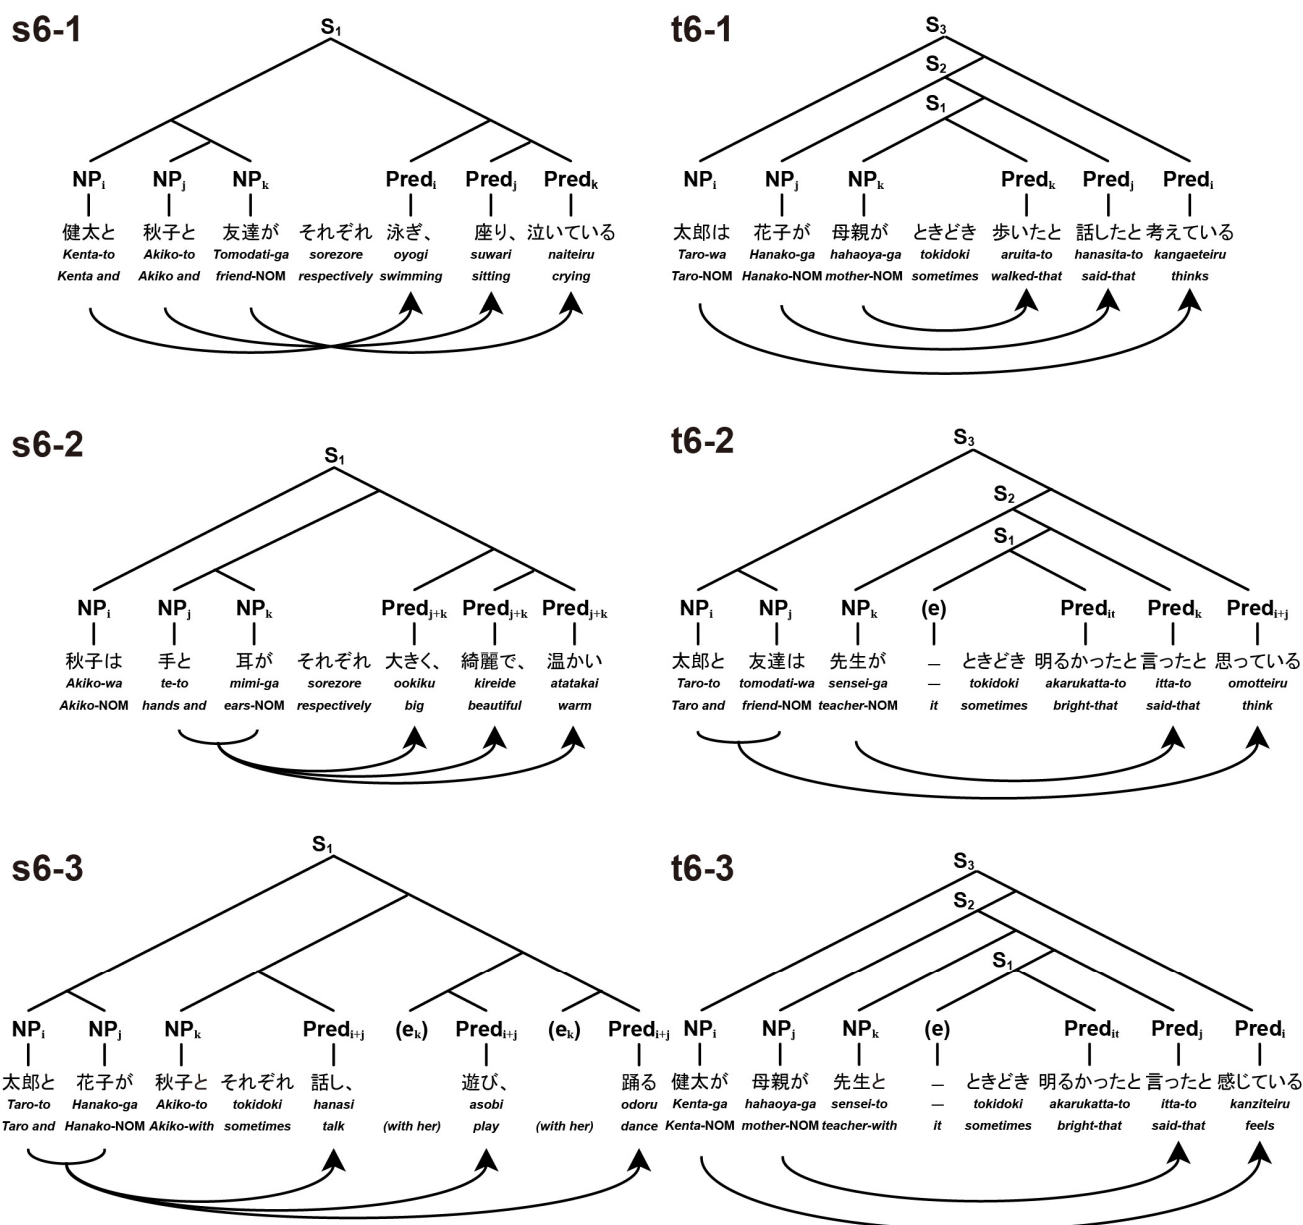 s6-1
S1
NPi NPj NPk Predi Predj Predk
健太と 秋子と 友達が それぞれ 泳ぎ、 座り、 泣いている
Kenta-to Akiko-to Tomodati-ga sorezore oyogi suwari naiteiru
Kenta and Akiko and friend-NOM respectively swimming sitting crying
t6-1
S3
S2
S1
NPi NPj NPk Predk Predj Predi
太郎は 花子が 母親が ときどき 歩いたと 話したと 考えている
Taro-wa Hanako-ga hahaoya-ga tokidoki aruita-to hanasita-to kangaeteiru
Taro-NOM Hanako-NOM mother-NOM sometimes walked-that said-that thinks
s6-2
S1
NPi NPj NPk Predj+k Predj+k Predj+k
秋子は 手と 耳が それぞれ 大きく、 綺麗で、 温かい
Akiko-wa te-to mimi-ga sorezore ookiku kireide atatakai
Akiko-NOM hands and ears-NOM respectively big beautiful warm
t6-2
S3
S2
S1
NPi NPj NPk (e) Predit Predk Predi+j
太郎と 友達は 先生が – ときどき 明るかったと 言ったと 思っている
Taro-to tomodati-wa sensei-ga – tokidoki akarukatta-to itta-to omotteiru
Taro and friend-NOM teacher-NOM it sometimes bright-that said-that think
s6-3
S1
NPi NPj NPk Predi+j (ek) Predi+j (ek) Predi+j
太郎と 花子が 秋子と それぞれ 話し、 遊び、 踊る
Taro-to Hanako-ga Akiko-to tokidoki hanasi asobi odoru
Taro and Hanako-NOM Akiko-with sometimes talk (with her) play (with her) dance
t6-3
S3
S2
S1
NPi NPj NPk (e) Predit Predj Predi
健太が 母親が 先生と – ときどき 明るかったと 言ったと 感じている
Kenta-ga hahaoya-ga sensei-to – tokidoki akarukatta-to itta-to kanziteiru
Kenta-NOM mother-NOM teacher-with it sometimes bright-that said-that feels